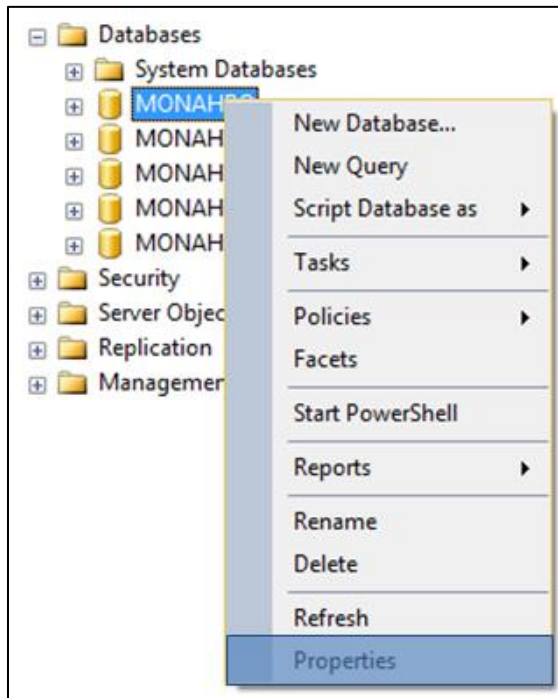 Databases
System Databases
MONAH
New Database...
MONAH
New Query
MONAH
Script Database as
MONAH
MONAH
Tasks
Security
Server Objec
Policies
Replication
Facets
Managemen
Start PowerShell
Reports
Rename
Delete
Refresh
Properties